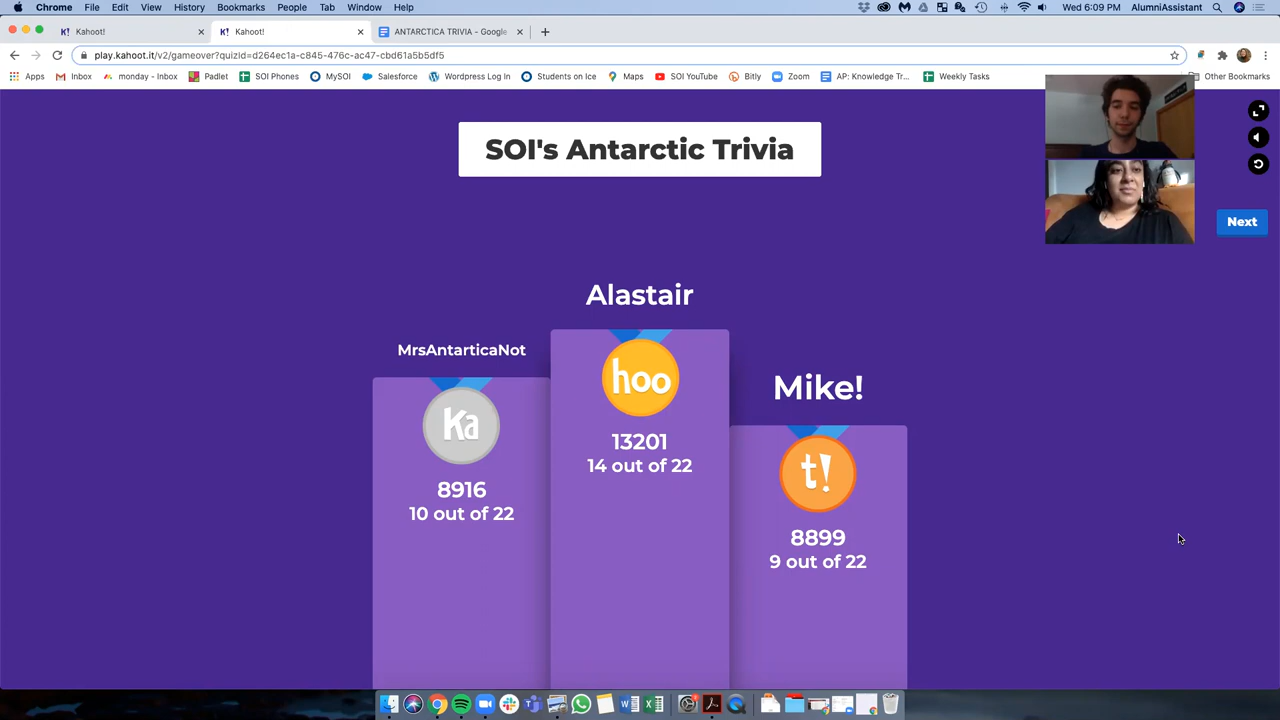 Chrome File Edit View History Bookmarks People Tab Window Help Wed 6:09 PM AlumniAssistant
K! Kahoot! K! Kahoot! ANTARCTICA TRIVIA - Google
play.kahoot.it/v2/gameover?quizId=d264ec1a-c845-476c-ac47-cbd61a5b5df5
Apps Inbox monday - Inbox Padlet SOI Phones MySOI Salesforce Wordpress Log In Students on Ice Maps SOI YouTube Bitly Zoom AP: Knowledge Tr... Weekly Tasks Other Bookmarks
SOI's Antarctic Trivia
Next
Alastair
MrsAntarticaNot
hoo
Mike!
Ka
13201
14 out of 22
t!
8916
10 out of 22
8899
9 out of 22